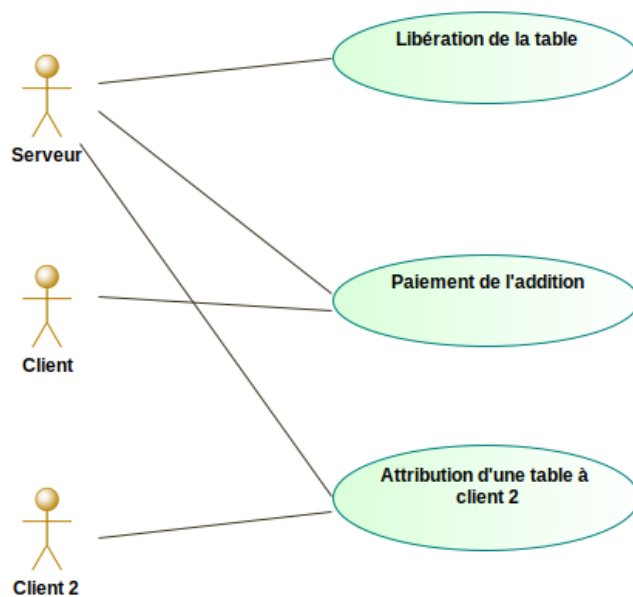 Libération de la table
Serveur
Paiement de l'addition
Client
Attribution d'une table à
client 2
Client 2